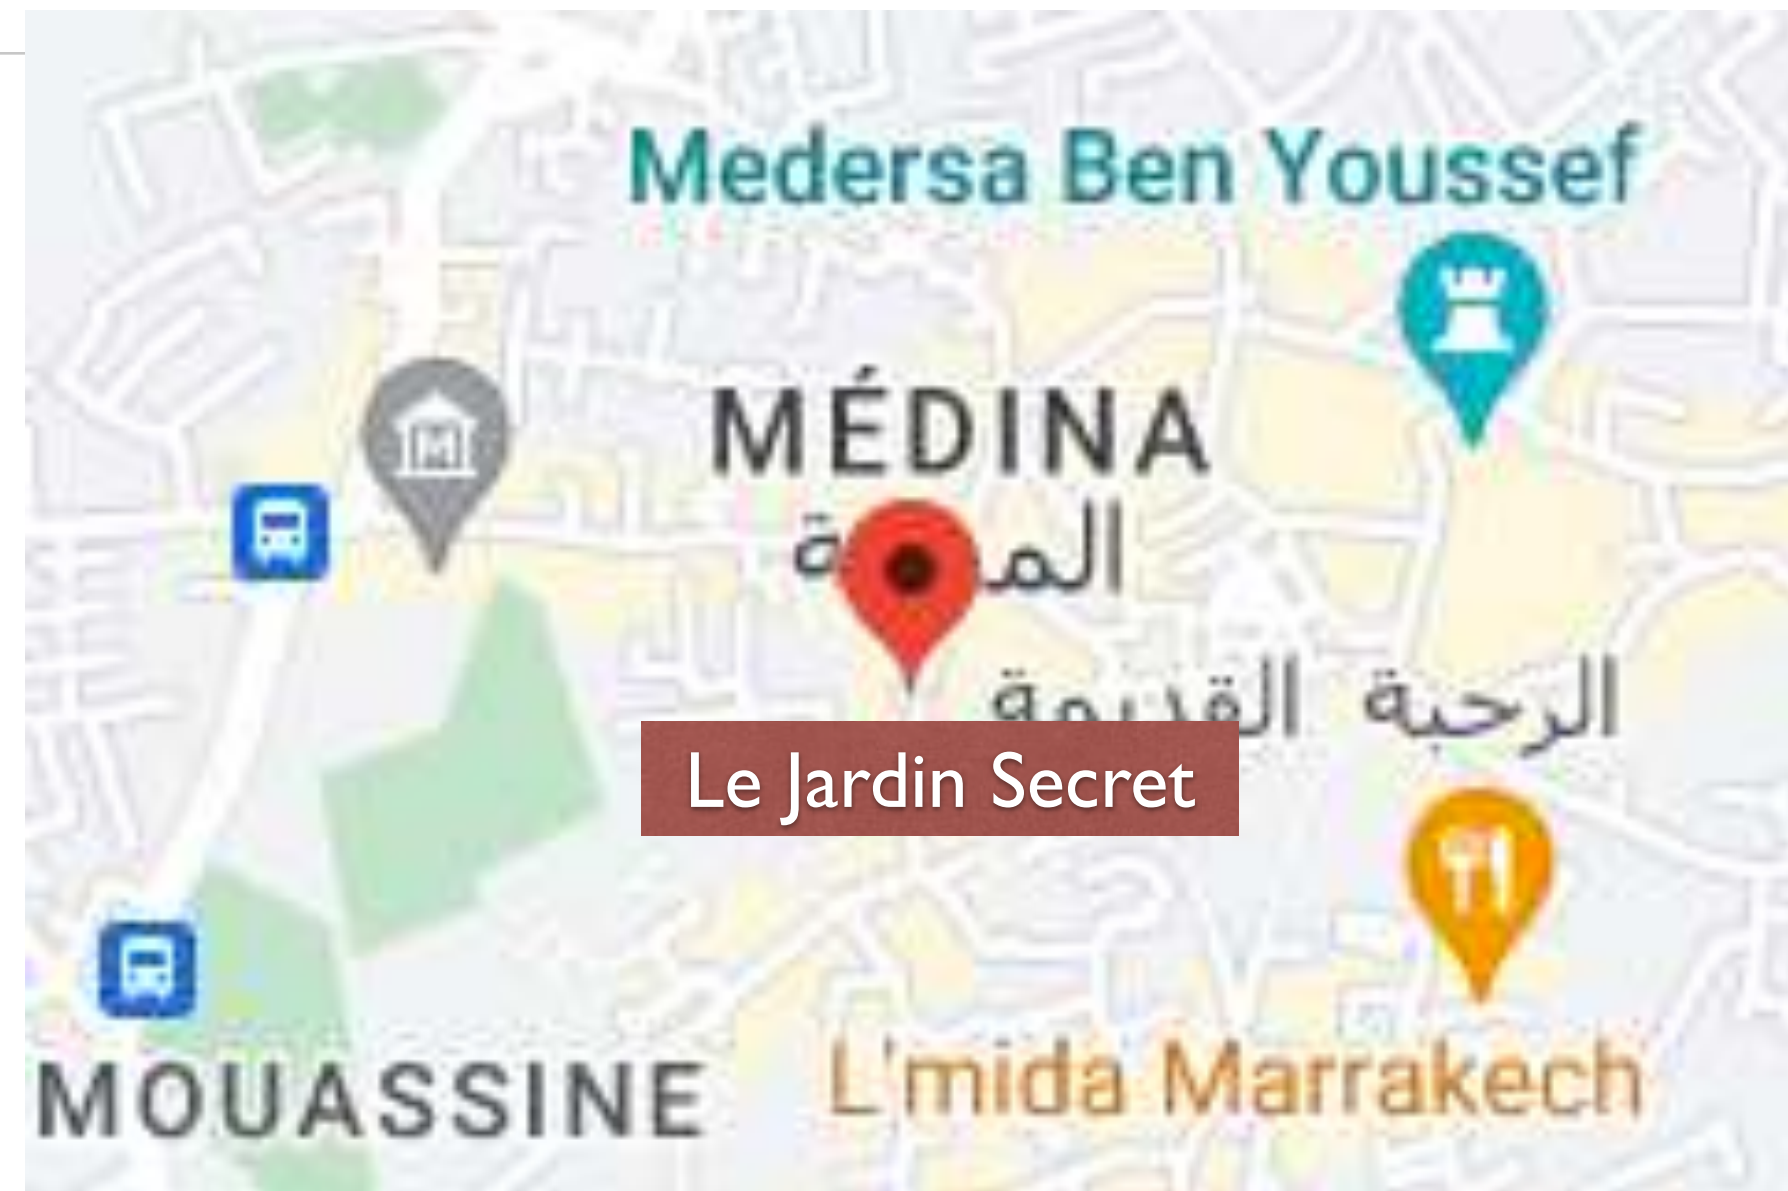 Medersa Ben Youssef
MÉDINA
الرحبة القديمة
Le Jardin Secret
L'mida Marrakech
MOUASSINE